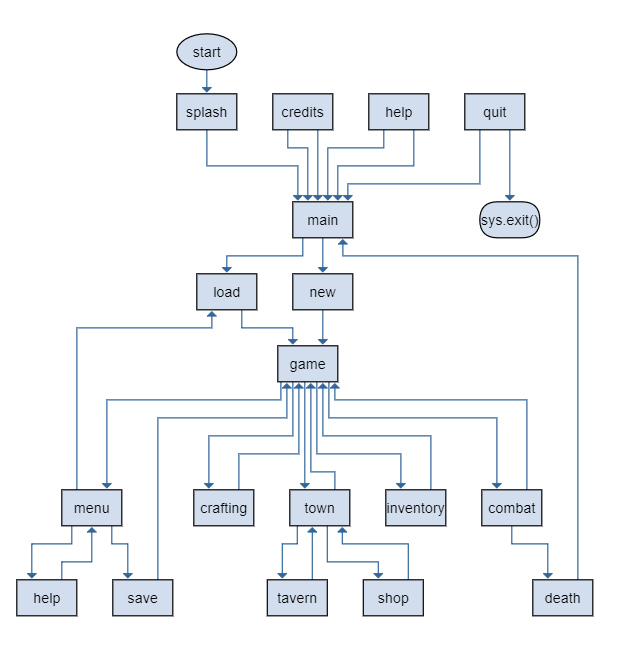 start
splash
credits
help
quit
main
sys.exit()
load
new
game
menu
crafting
town
inventory
combat
help
save
tavern
shop
death